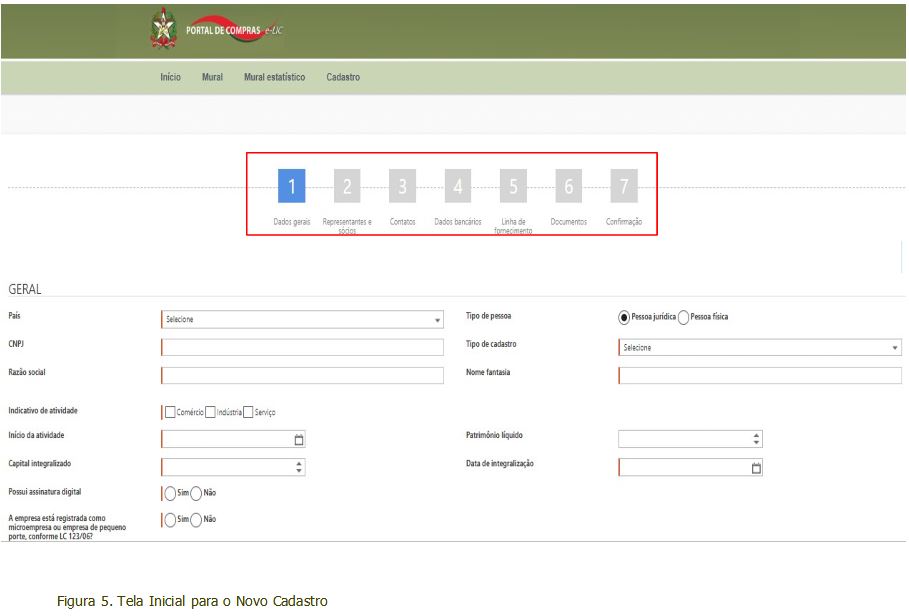 PORTAL DE COMPRAS e-LIC
Início Mural Mural estatístico Cadastro
1 2 3 4 5 6 7
Dados gerais Representantes e sócios Contatos Dados bancários Linha de fornecimento Documentos Confirmação
GERAL
País Selecione Tipo de pessoa Pessoa jurídica Pessoa física
CNPJ Tipo de cadastro Selecione
Razão social Nome fantasia
Indicativo de atividade Comércio Indústria Serviço
Início da atividade Patrimônio líquido
Capital integralizado Data de integralização
Possui assinatura digital Sim Não
A empresa está registrada como Sim Não
microempresa ou empresa de pequeno
porte, conforme LC 123/06?
Figura 5. Tela Inicial para o Novo Cadastro